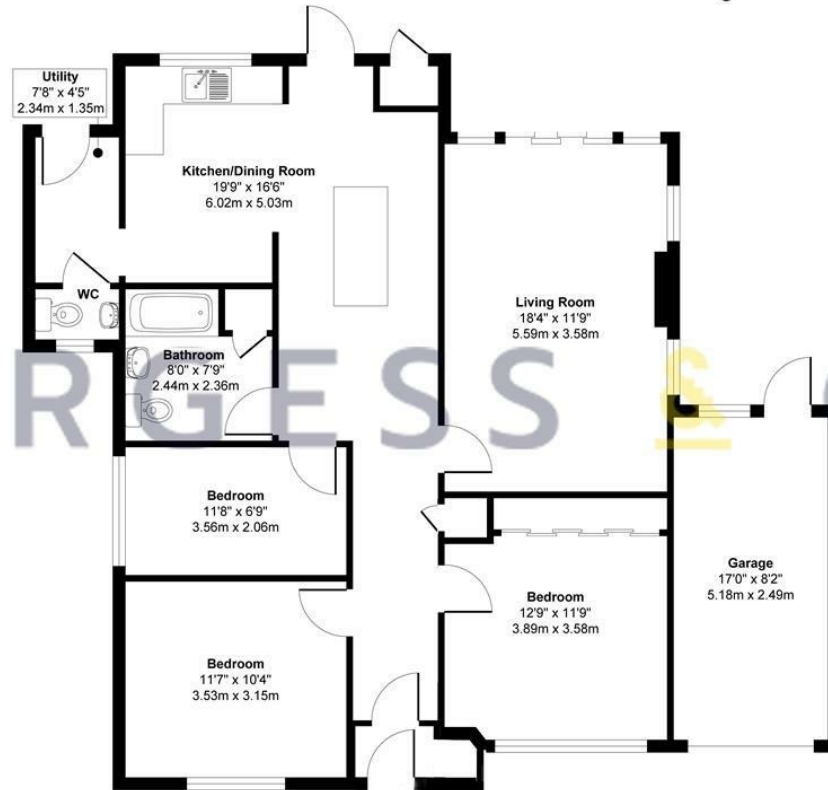 Utility
7'8" x 4'5"
2.34m x 1.35m
Kitchen/Dining Room
19'9" x 16'6"
6.02m x 5.03m
WC
Living Room
18'4" x 11'9"
5.59m x 3.58m
Bathroom
8'0" x 7'9"
2.44m x 2.36m
RGESS &
Bedroom
11'8" x 6'9"
3.56m x 2.06m
Garage
17'0" x 8'2"
5.18m x 2.49m
Bedroom
12'9" x 11'9"
3.89m x 3.58m
Bedroom
11'7" x 10'4"
3.53m x 3.15m